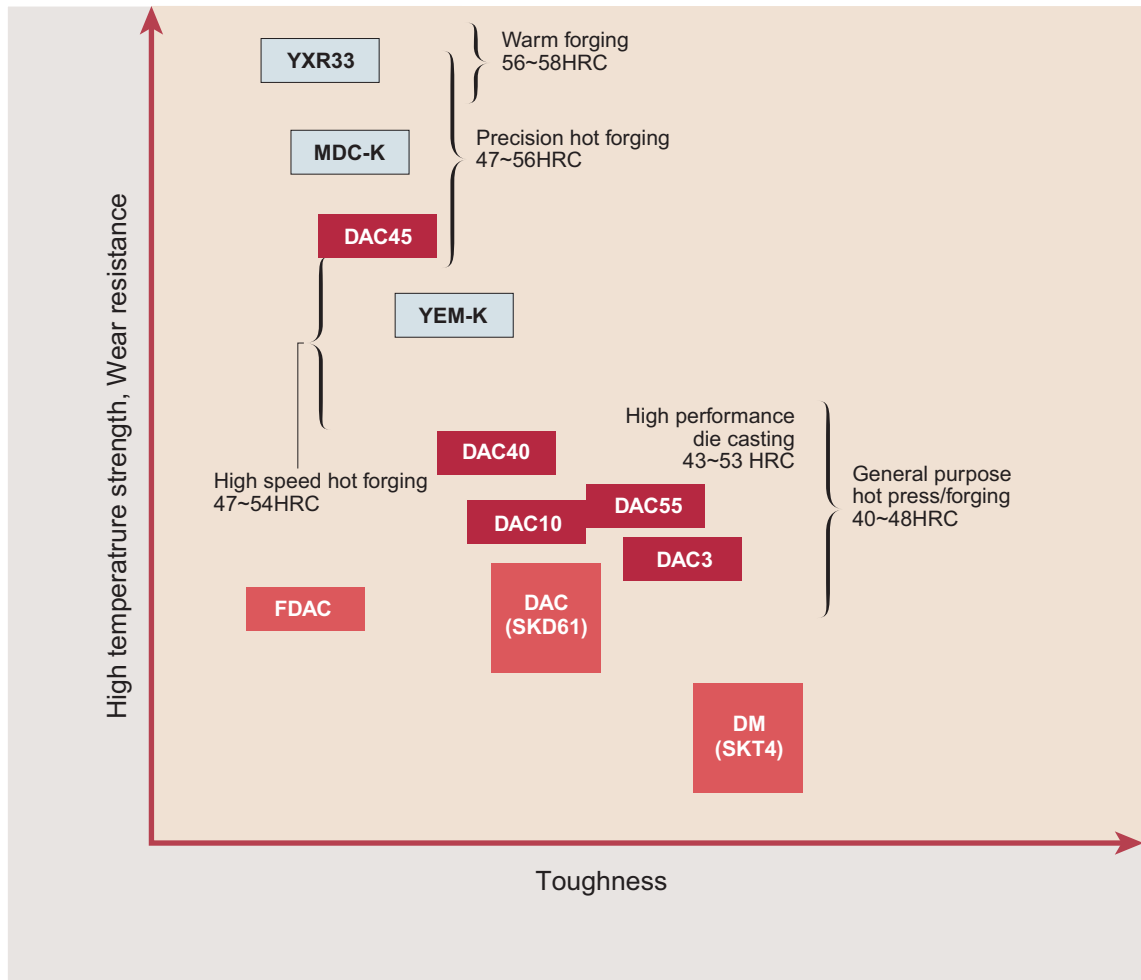 YXR33
Warm forging
56~58HRC
MDC-K
Precision hot forging
47~56HRC
DAC45
YEM-K
High temperatrure strength, Wear resistance
High performance
die casting
43~53 HRC
DAC40
General purpose
hot press/forging
40~48HRC
High speed hot forging
47~54HRC
DAC55
DAC10
DAC3
FDAC
DAC
(SKD61)
DM
(SKT4)
Toughness